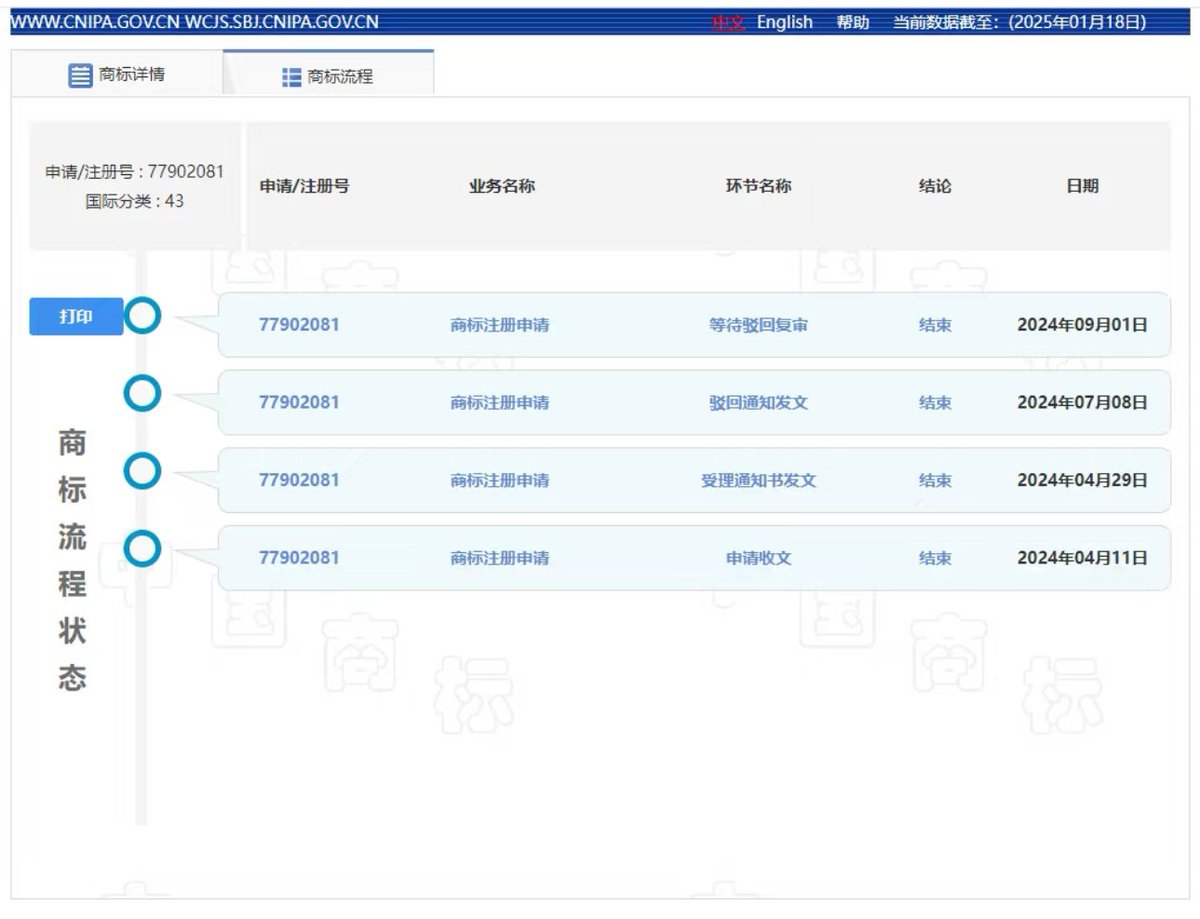 WWW.CNIPA.GOV.CN WCJS.SBJ.CNIPA.GOV.CN 中文 English 帮助 当前数据截至：(2025年01月18日)
商标详情 商标流程
申请/注册号 : 77902081
国际分类 : 43
申请/注册号 业务名称 环节名称 结论 日期
打印
77902081 商标注册申请 等待驳回复审 结束 2024年09月01日
77902081 商标注册申请 驳回通知发文 结束 2024年07月08日
77902081 商标注册申请 受理通知书发文 结束 2024年04月29日
77902081 商标注册申请 申请收文 结束 2024年04月11日
商标流程状态
中国商标